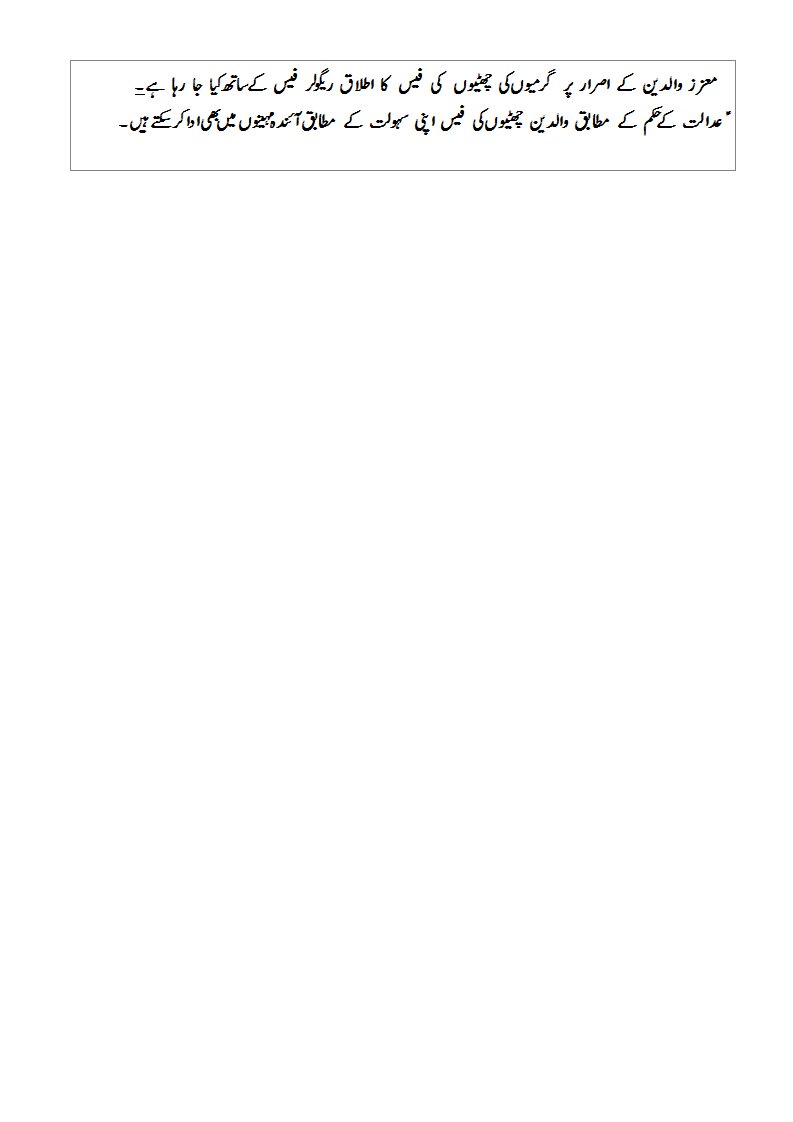 معزز والدین کے اصرار پر گرمیوں کی چھٹیوں کی فیس کا اطلاق ریگولر فیس کے ساتھ کیا جا رہا ہے۔
عدالت کے حکم کے مطابق والدین چھٹیوں کی فیس اپنی سہولت کے مطابق آئندہ مہینوں میں بھی ادا کر سکتے ہیں۔